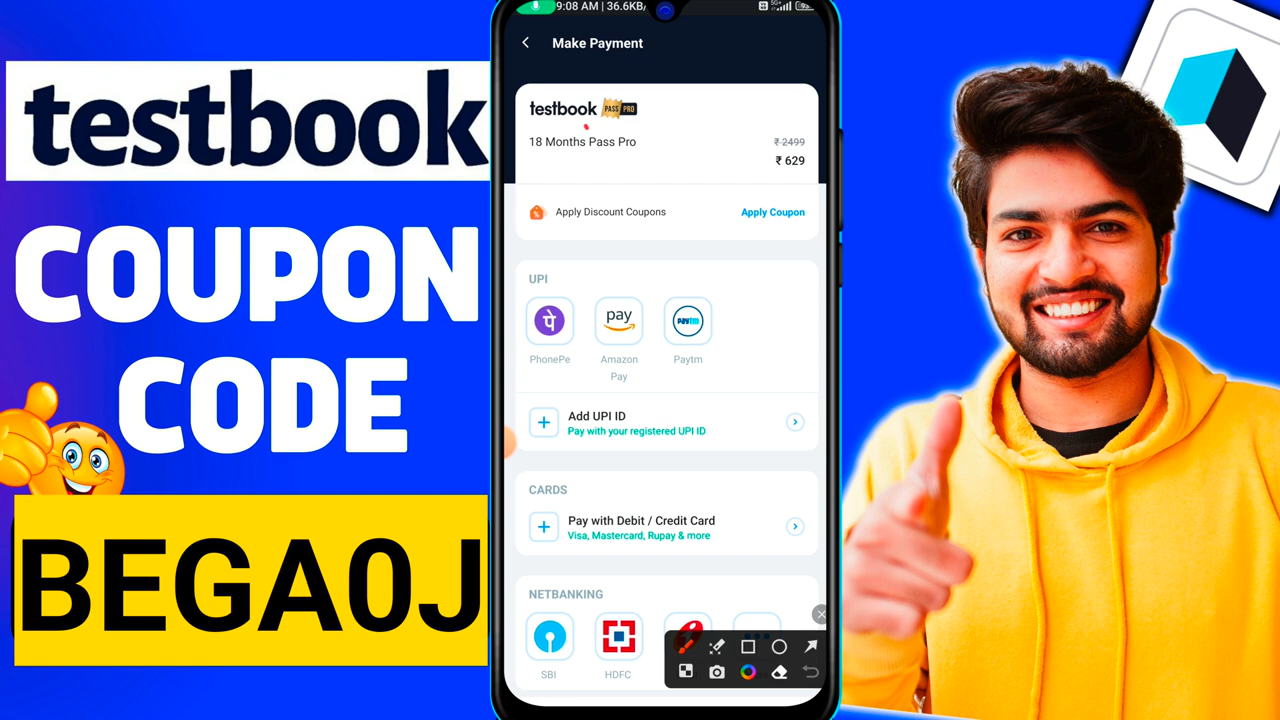 testbook
COUPON
CODE
BEGA0J
9:08 AM | 36.6KB/
Make Payment
testbook PASS PRO
18 Months Pass Pro
₹ 2499
₹ 629
Apply Discount Coupons
Apply Coupon
UPI
पे
pay
paytm
PhonePe
Amazon
Pay
Paytm
Add UPI ID
Pay with your registered UPI ID
CARDS
Pay with Debit / Credit Card
Visa, Mastercard, Rupay & more
NETBANKING
SBI
HDFC